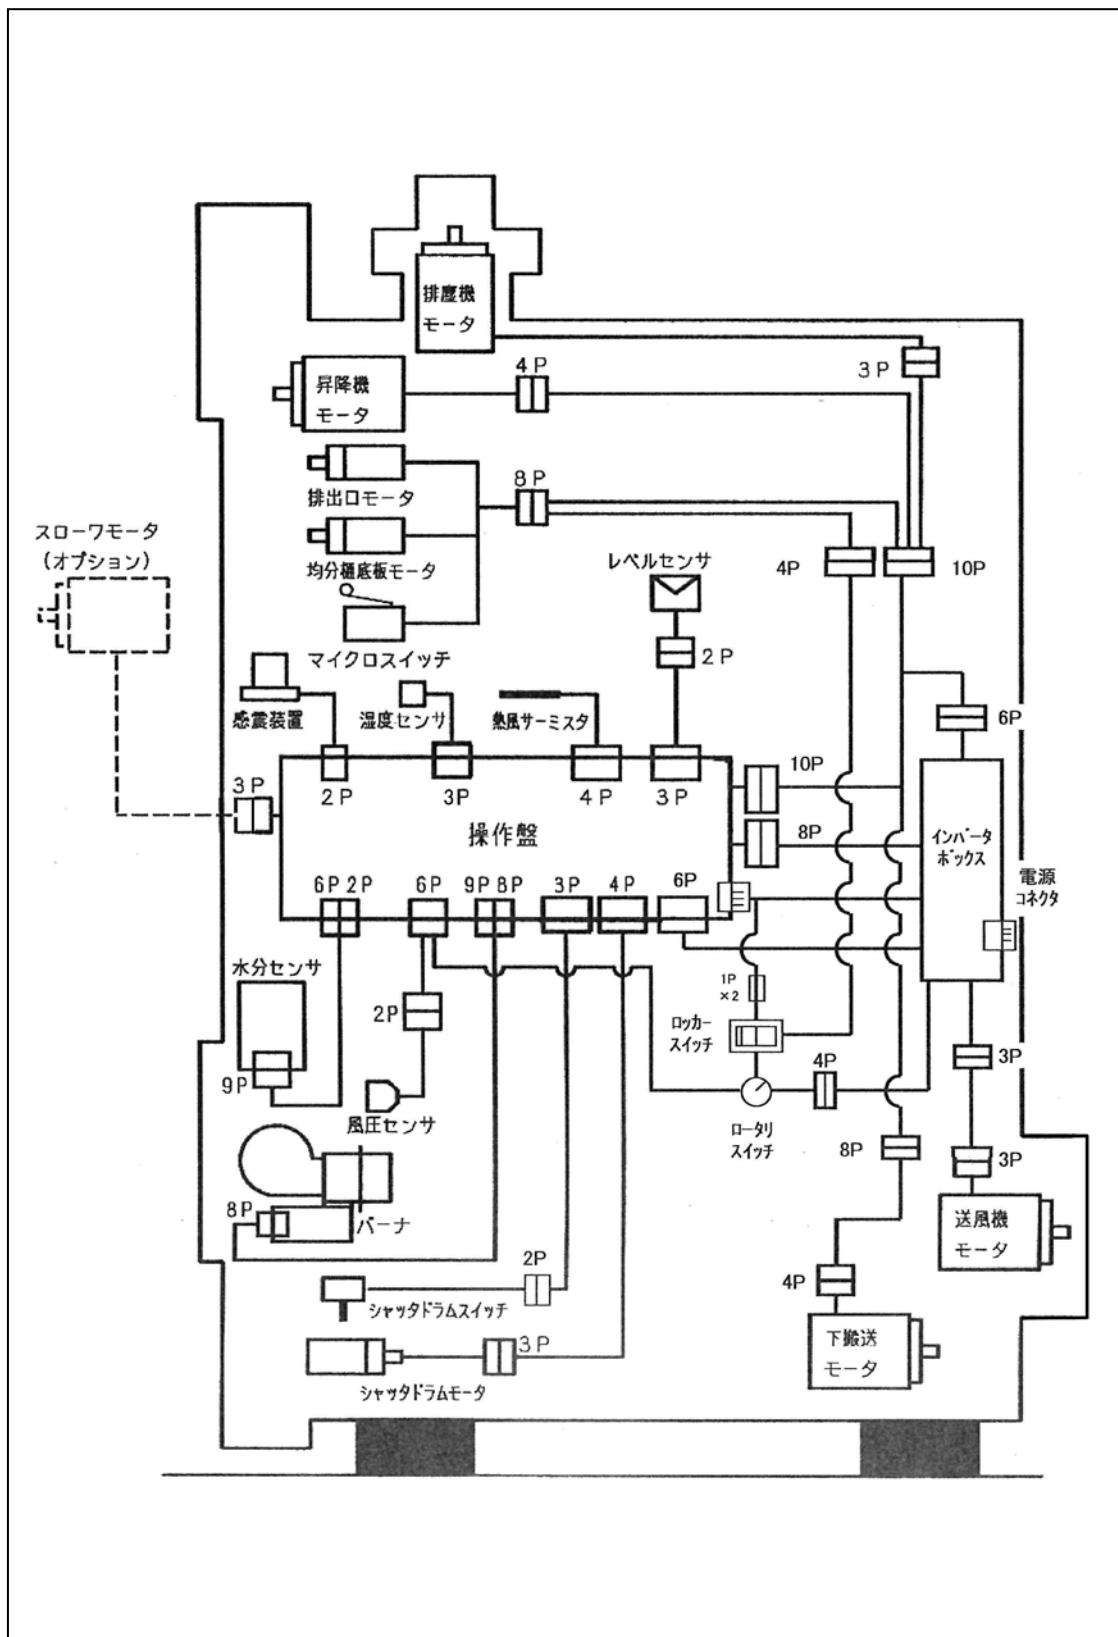 排塵機
モータ
3P
4P
昇降機
モータ
8P
排出口モータ
スローワモータ
(オプション)
均分樋底板モータ
レベルセンサ
4P
10P
マイクロスイッチ
2P
感震装置
湿度センサ
熱風サーミスタ
6P
3P
2P
3P
4P
3P
10P
操作盤
8P
インバータ
ボックス
6P
2P
6P
9P
8P
3P
4P
6P
電源
コネクタ
水分センサ
1P
×2
2P
ロッカー
スイッチ
9P
4P
3P
風圧センサ
ロータリ
スイッチ
8P
3P
8P
バーナ
送風機
モータ
2P
4P
シャッタドラムスイッチ
3P
下搬送
モータ
シャッタドラムモータ